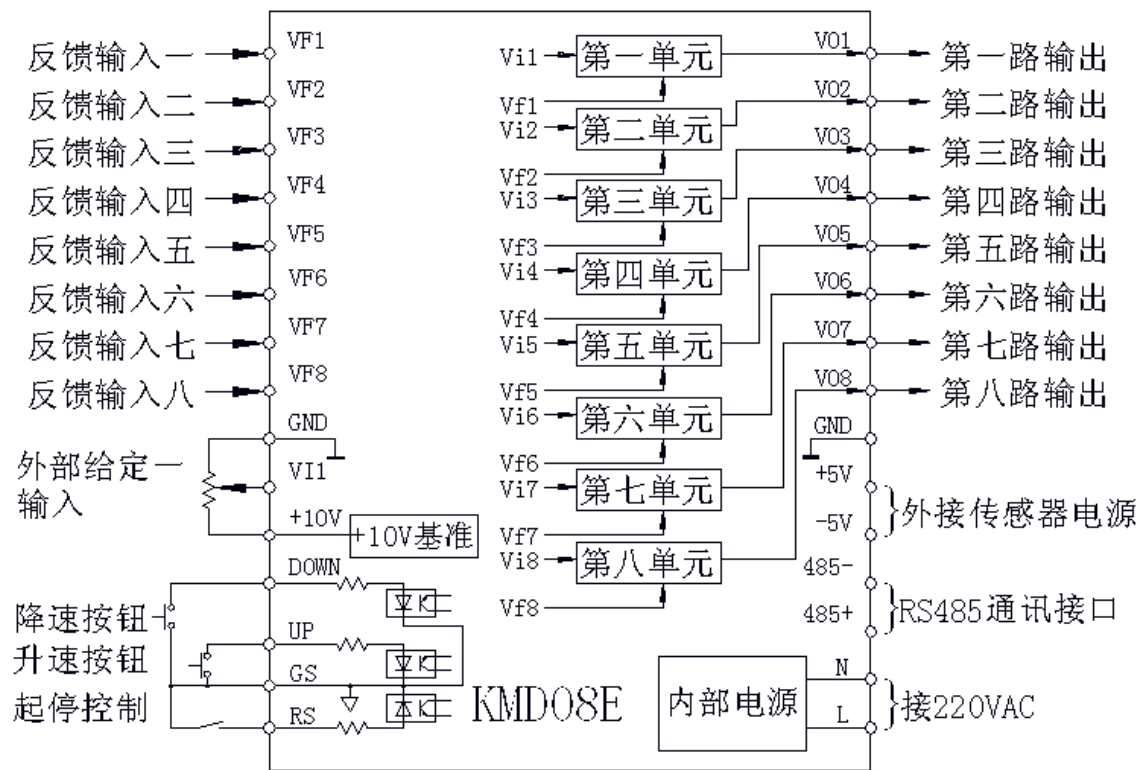 反馈输入一
反馈输入二
反馈输入三
反馈输入四
反馈输入五
反馈输入六
反馈输入七
反馈输入八
外部给定一
输入
降速按钮
升速按钮
起停控制
VF1
VF2
VF3
VF4
VF5
VF6
VF7
VF8
GND
VI1
+10V
+10V基准
DOWN
UP
GS
RS
Vi1
第一单元
Vf1
Vi2
第二单元
Vf2
Vi3
第三单元
Vf3
Vi4
第四单元
Vf4
Vi5
第五单元
Vf5
Vi6
第六单元
Vf6
Vi7
第七单元
Vf7
Vi8
第八单元
Vf8
KMD08E
内部电源
VO1
VO2
VO3
VO4
VO5
VO6
VO7
VO8
GND
+5V
-5V
485-
485+
N
L
第一路输出
第二路输出
第三路输出
第四路输出
第五路输出
第六路输出
第七路输出
第八路输出
外接传感器电源
RS485通讯接口
接220VAC